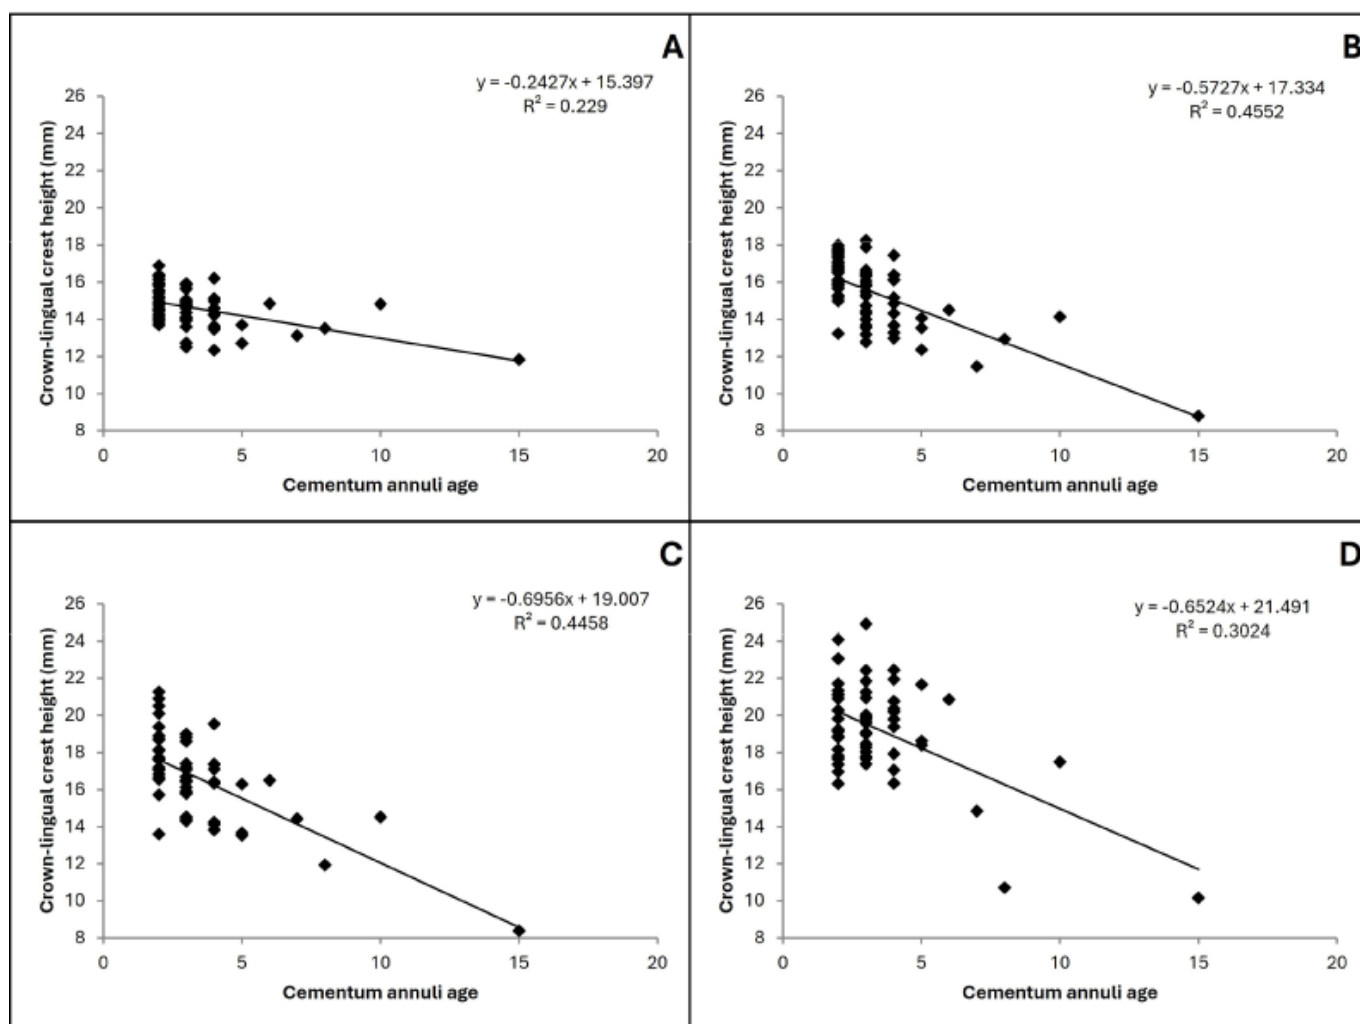 A
y = -0.2427x + 15.397
R² = 0.229
26
24
22
20
18
16
14
12
10
8
Crown-lingual crest height (mm)
0 5 10 15 20
Cementum annuli age
B
y = -0.5727x + 17.334
R² = 0.4552
26
24
22
20
18
16
14
12
10
8
Crown-lingual crest height (mm)
0 5 10 15 20
Cementum annuli age
C
y = -0.6956x + 19.007
R² = 0.4458
26
24
22
20
18
16
14
12
10
8
Crown-lingual crest height (mm)
0 5 10 15 20
Cementum annuli age
D
y = -0.6524x + 21.491
R² = 0.3024
26
24
22
20
18
16
14
12
10
8
Crown-lingual crest height (mm)
0 5 10 15 20
Cementum annuli age